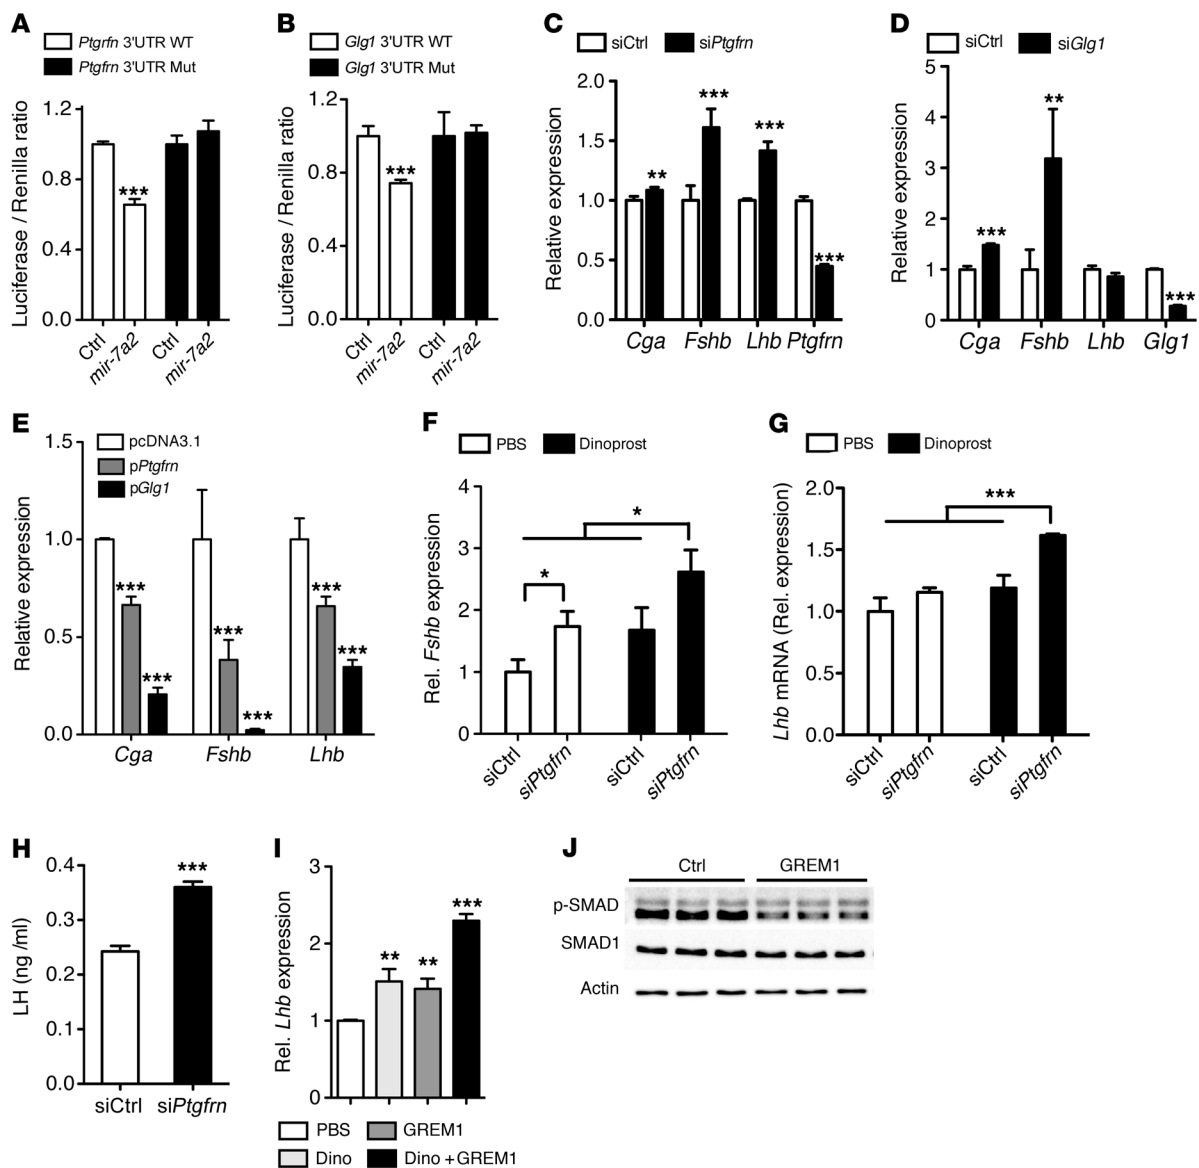 A
Ptgrfn 3'UTR WT
Ptgfrn 3'UTR Mut
Luciferase / Renilla ratio
1.2
0.8
0.4
0.0
Ctrl
mir-7a2
Ctrl
mir-7a2
B
Glg1 3'UTR WT
Glg1 3'UTR Mut
Luciferase / Renilla ratio
1.2
0.8
0.4
0.0
***
***
Ctrl
mir-7a2
Ctrl
mir-7a2
C
siCtrl siPtgfrn
Relative expression
2.0
1.5
1.0
0.5
0.0
** *** *** ***
Cga Fshb Lhb Ptgfrn
D
siCtrl siGlg1
Relative expression
5
4
3
2
1
0
*** ** ***
Cga Fshb Lhb Glg1
E
pcDNA3.1
pPtgfrn
pGlg1
Relative expression
1.5
1.0
0.5
0.0
*** *** *** *** *** ***
Cga Fshb Lhb
F
PBS Dinoprost
Rel. Fshb expression
4
3
2
1
0
* *
siCtrl
siPtgfrn
siCtrl
siPtgfrn
G
PBS Dinoprost
Lhb mRNA (Rel. expression)
2.0
1.5
1.0
0.5
0.0
***
siCtrl
siPtgfrn
siCtrl
siPtgfrn
H
LH (ng /ml)
0.4
0.3
0.2
0.1
0.0
***
siCtrl siPtgfrn
I
Rel. Lhb expression
3
2
1
0
** ** ***
PBS GREM1
Dino Dino + GREM1
J
Ctrl GREM1
p-SMAD
SMAD1
Actin